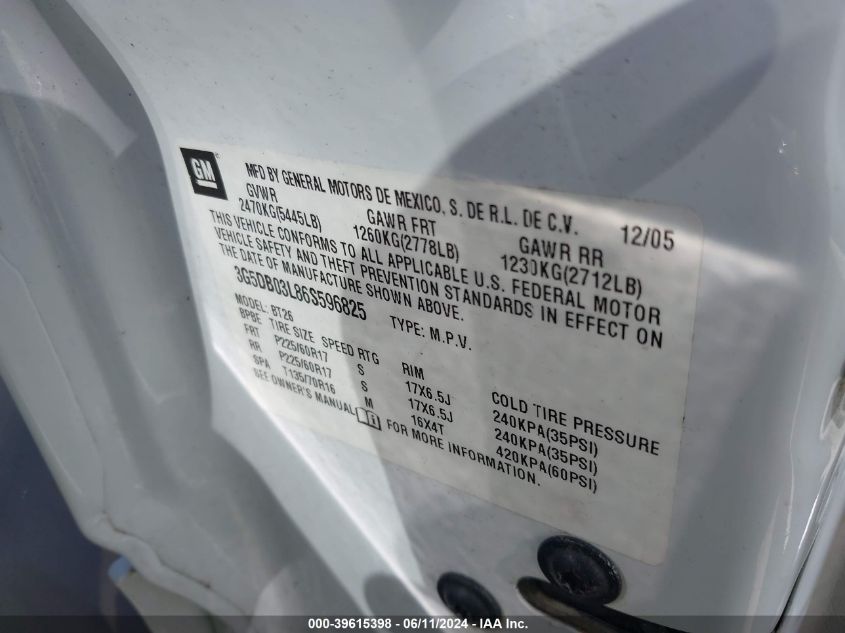 GM
MFD BY GENERAL MOTORS DE MEXICO, S. DE R.L. DE C.V. 12/05
GVWR GAWR FRT GAWR RR
2470KG(5445LB) 1260KG(2778LB) 1230KG(2712LB)
THIS VEHICLE CONFORMS TO ALL APPLICABLE U.S. FEDERAL MOTOR
VEHICLE SAFETY AND THEFT PREVENTION STANDARDS IN EFFECT ON
THE DATE OF MANUFACTURE SHOWN ABOVE.
3G5DB03L86S596825 TYPE: M.P.V.
MODEL: BT26
BPBE TIRE SIZE SPEED RTG RIM COLD TIRE PRESSURE
FRT P225/60R17 S 17X6.5J 240KPA(35PSI)
RR P225/60R17 S 17X6.5J 240KPA(35PSI)
SPA T135/70R16 M 16X4T 420KPA(60PSI)
SEE OWNER'S MANUAL i FOR MORE INFORMATION.
000-39615398 - 06/11/2024 - IAA Inc.